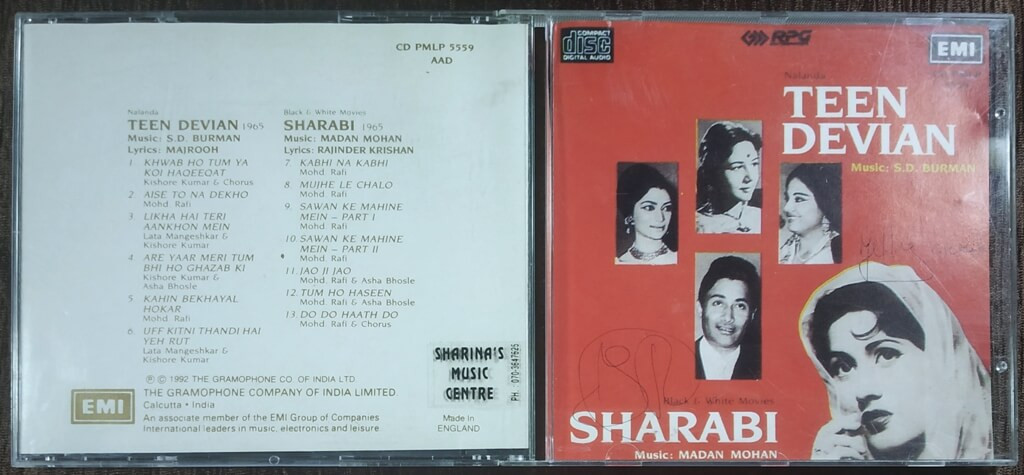 CD PMLP 5559
AAD
Nalanda
TEEN DEVIAN 1965
Music: S.D. BURMAN
Lyrics: MAJROOH
1. KHWAB HO TUM YA
KOI HAQEEQAT
Kishore Kumar & Chorus
2. AISE TO NA DEKHO
Mohd. Rafi
3. LIKHA HAI TERI
AANKHON MEIN
Lata Mangeshkar &
Kishore Kumar
4. ARE YAAR MERI TUM
BHI HO GHAZAB KI
Kishore Kumar &
Asha Bhosle
5. KAHIN BEKHAYAL
HOKAR
Mohd. Rafi
6. UFF KITNI THANDI HAI
YEH RUT
Lata Mangeshkar &
Kishore Kumar
Black & White Movies
SHARABI 1965
Music: MADAN MOHAN
Lyrics: RAJINDER KRISHAN
7. KABHI NA KABHI
Mohd. Rafi
8. MUJHE LE CHALO
Mohd. Rafi
9. SAWAN KE MAHINE
MEIN – PART I
Mohd. Rafi
10. SAWAN KE MAHINE
MEIN – PART II
Mohd. Rafi
11. JAO JI JAO
Mohd. Rafi & Asha Bhosle
12. TUM HO HASEEN
Mohd. Rafi & Asha Bhosle
13. DO DO HAATH DO
Mohd. Rafi & Chorus
SHARINA'S
MUSIC
CENTRE
PH : 070-3647625
EMI
℗ © 1992 THE GRAMOPHONE CO. OF INDIA LTD.
THE GRAMOPHONE COMPANY OF INDIA LIMITED
Calcutta • India
An associate member of the EMI Group of Companies
International leaders in music, electronics and leisure.
Made in
ENGLAND
COMPACT
disc
DIGITAL AUDIO
RPG
EMI
Nalanda
TEEN
DEVIAN
Music: S.D. BURMAN
Black & White Movies
SHARABI
Music: MADAN MOHAN